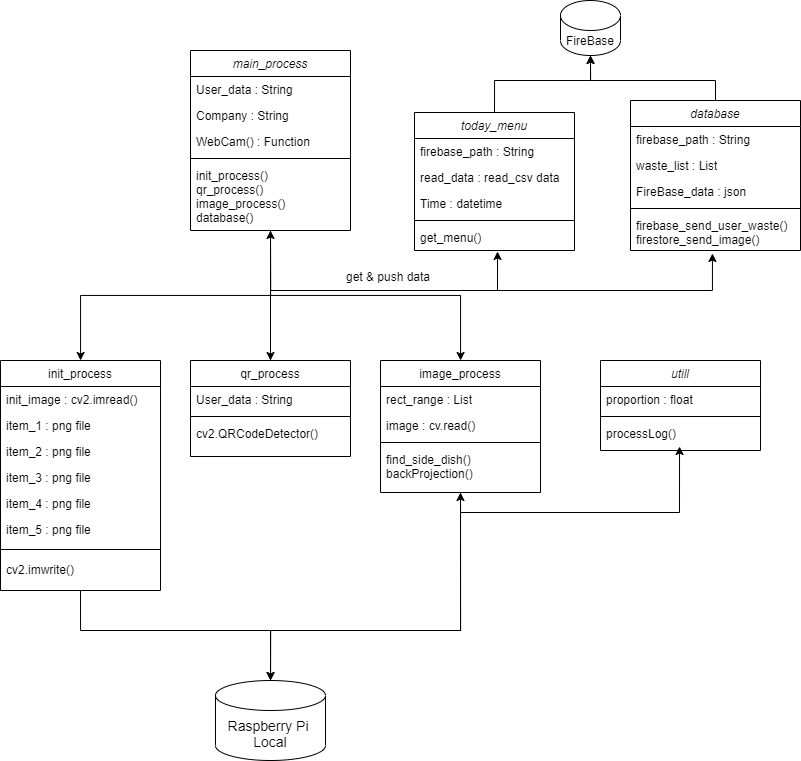 FireBase
main_process
User_data : String
Company : String
WebCam() : Function
init_process()
qr_process()
image_process()
database()
today_menu
firebase_path : String
read_data : read_csv data
Time : datetime
get_menu()
database
firebase_path : String
waste_list : List
FireBase_data : json
firebase_send_user_waste()
firestore_send_image()
get & push data
init_process
init_image : cv2.imread()
item_1 : png file
item_2 : png file
item_3 : png file
item_4 : png file
item_5 : png file
cv2.imwrite()
qr_process
User_data : String
cv2.QRCodeDetector()
image_process
rect_range : List
image : cv.read()
find_side_dish()
backProjection()
utill
proportion : float
processLog()
Raspberry Pi
Local